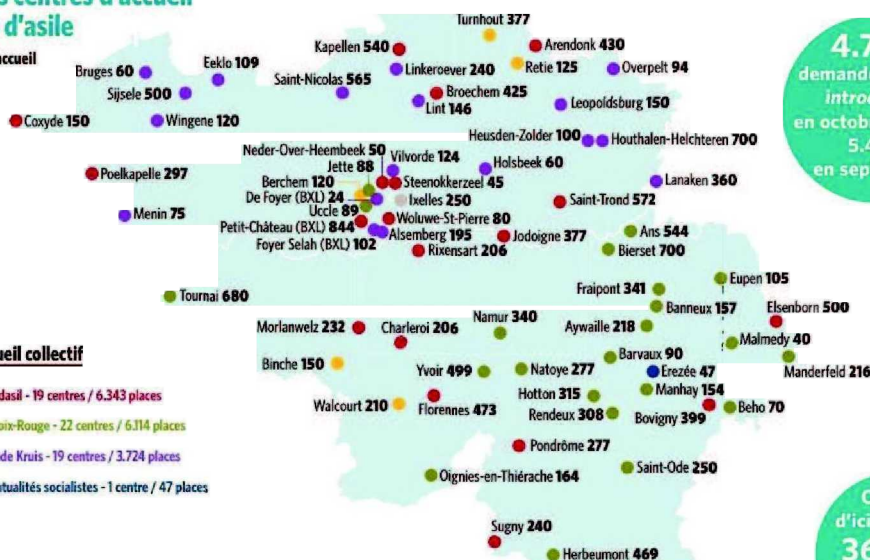 centres d'accueil
d'asile
accueil
Turnhout 377
Kapellen 540
Arendonk 430
Bruges 60
Eeklo 109
Linkeroever 240
Retie 125
Overpelt 94
Saint-Nicolas 565
Sijsele 500
Broechem 425
Lint 146
Leopoldsburg 150
Coxyde 150
Wingene 120
Heusden-Zolder 100
Houthalen-Helchteren 700
Neder-Over-Heembeek 50
Jette 88
Vilvorde 124
Holsbeek 60
Poelkapelle 297
Berchem 120
Steenokkerzeel 45
Lanaken 360
De Foyer (BXL) 24
Ixelles 250
Saint-Trond 572
Uccle 89
Menin 75
Woluwe-St-Pierre 80
Petit-Château (BXL) 844
Alsemberg 195
Jodoigne 377
Ans 544
Foyer Selah (BXL) 102
Rixensart 206
Bierset 700
Eupen 105
Fraipont 341
Tournai 680
Banneux 157
Elsenborn 500
Namur 340
Morlanwelz 232
Charleroi 206
Aywaille 218
Malmedy 40
Barvaux 90
Binche 150
Yvoir 499
Natoye 277
Erezée 47
Manderfeld 216
Manhay 154
Hotton 315
Walcourt 210
Florennes 473
Rendeux 308
Bovigny 399
Beho 70
Pondrôme 277
Saint-Ode 250
Oignies-en-Thiérache 164
Sugny 240
Herbeumont 469
ueil collectif
dasil - 19 centres / 6.343 places
oix-Rouge - 22 centres / 6.114 places
de Kruis - 19 centres / 3.724 places
utualités socialistes - 1 centre / 47 places
4.7
demand
introd
en octob
5.4
en sept
d'ici
36